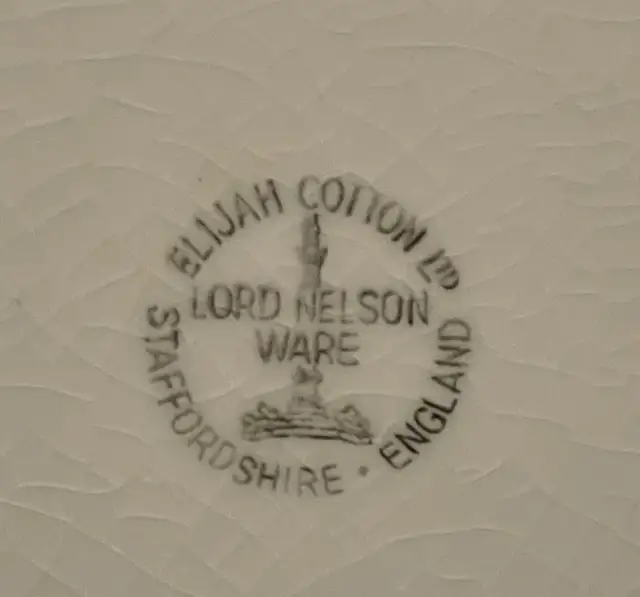 ELIJAH COTTON LTD
LORD NELSON
WARE
STAFFORDSHIRE • ENGLAND